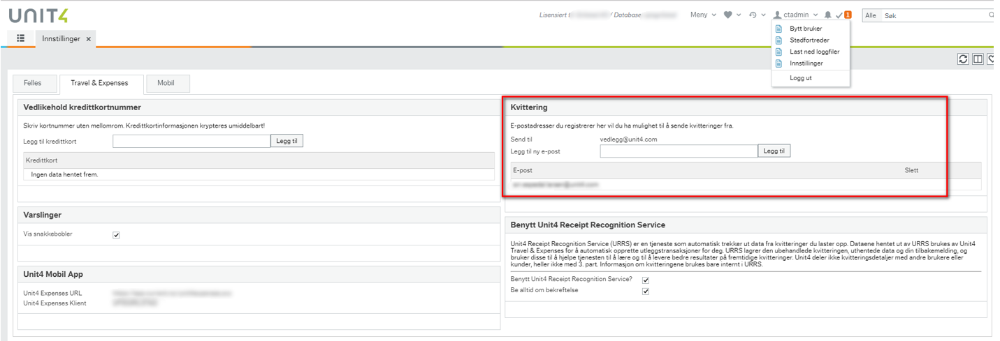 UNIT4
Lisensiert t / Database
Meny
ctadmin
1
Alle Søk
Innstillinger ×
Bytt bruker
Stedfortreder
Last ned loggfiler
Innstillinger
Logg ut
Felles
Travel & Expenses
Mobil
Vedlikehold kredittkortnummer
Skriv kortnummer uten mellomrom. Kredittkortinformasjonen krypteres umiddelbart!
Legg til kredittkort
Legg til
Kredittkort
Ingen data hentet frem.
Varslinger
Vis snakkebobler
Unit4 Mobil App
Unit4 Expenses URL
Unit4 Expenses Klient
Kvittering
E-postadresser du registrerer her vil du ha mulighet til å sende kvitteringer fra.
Send til vedlegg@unit4.com
Legg til ny e-post
Legg til
E-post Slett
Benytt Unit4 Receipt Recognition Service
Unit4 Receipt Recognition Service (URRS) er en tjeneste som automatisk trekker ut data fra kvitteringer du laster opp. Dataene hentet ut av URRS brukes av Unit4
Travel & Expenses for å automatisk opprette utleggstransaksjoner for deg. URRS lagrer den ubehandlede kvitteringen, uthentede data og din tilbakemelding, og
bruker disse til å hjelpe tjenesten til å lære og til å levere bedre resultater på fremtidige kvitteringer. Unit4 deler ikke kvitteringsdetaljer med andre brukere eller
kunder, heller ikke med 3. part. Informasjon om kvitteringene brukes bare internt i URRS.
Benytt Unit4 Receipt Recognition Service?
Be alltid om bekreftelse